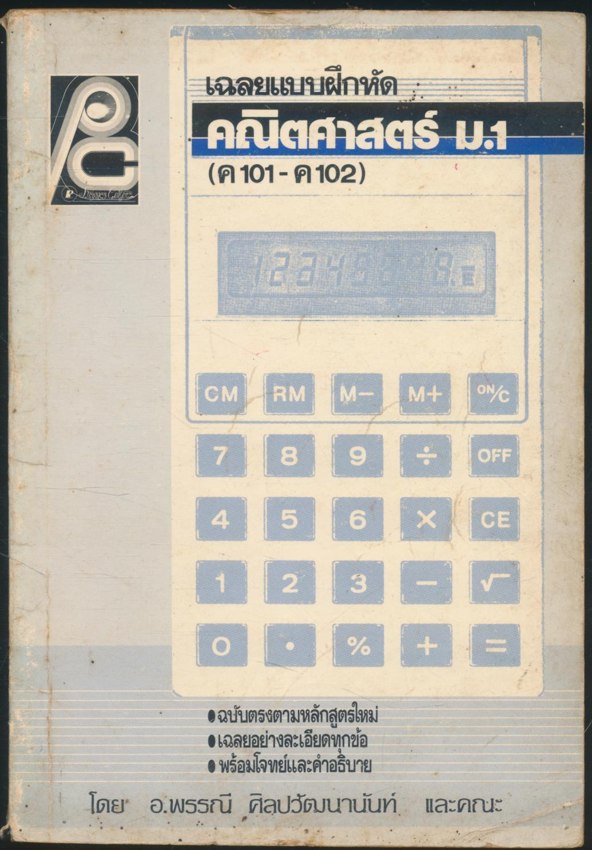 เฉลยแบบฝึกหัด
คณิตศาสตร์ ม.1
(ค 101 - ค 102)
PC
CM RM M− M+ ON/C
7 8 9 ÷ OFF
4 5 6 × CE
1 2 3 − √
0 • % + =
•ฉบับตรงตามหลักสูตรใหม่
•เฉลยอย่างละเอียดทุกข้อ
•พร้อมโจทย์และคำอธิบาย
โดย อ.พรรณี ศิลปวัฒนานันท์ และคณะ